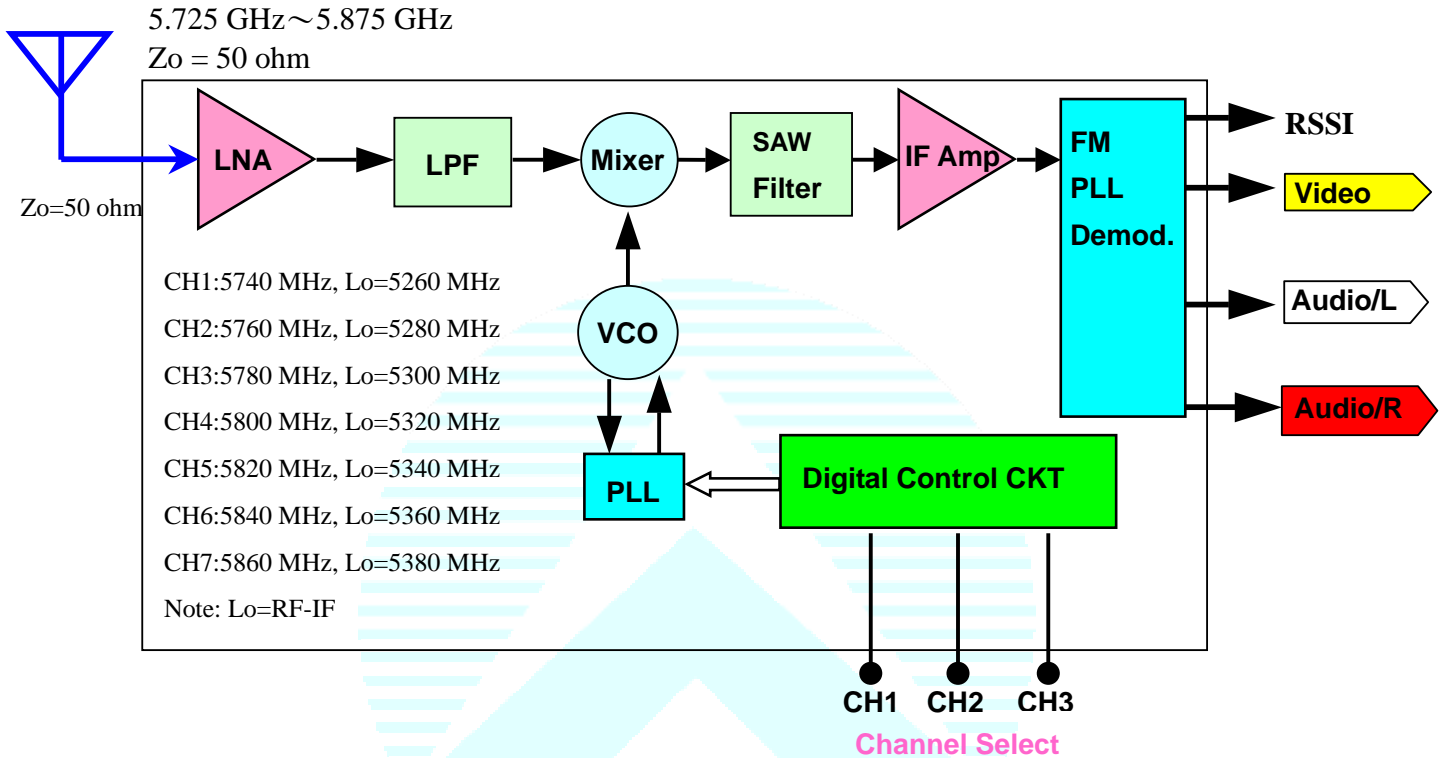 5.725 GHz～5.875 GHz
Zo = 50 ohm
LNA
LPF
Mixer
SAW
Filter
IF Amp
FM
PLL
Demod.
RSSI
Video
Audio/L
Audio/R
Zo=50 ohm
CH1:5740 MHz, Lo=5260 MHz
CH2:5760 MHz, Lo=5280 MHz
CH3:5780 MHz, Lo=5300 MHz
CH4:5800 MHz, Lo=5320 MHz
CH5:5820 MHz, Lo=5340 MHz
CH6:5840 MHz, Lo=5360 MHz
CH7:5860 MHz, Lo=5380 MHz
Note: Lo=RF-IF
VCO
PLL
Digital Control CKT
CH1 CH2 CH3
Channel Select